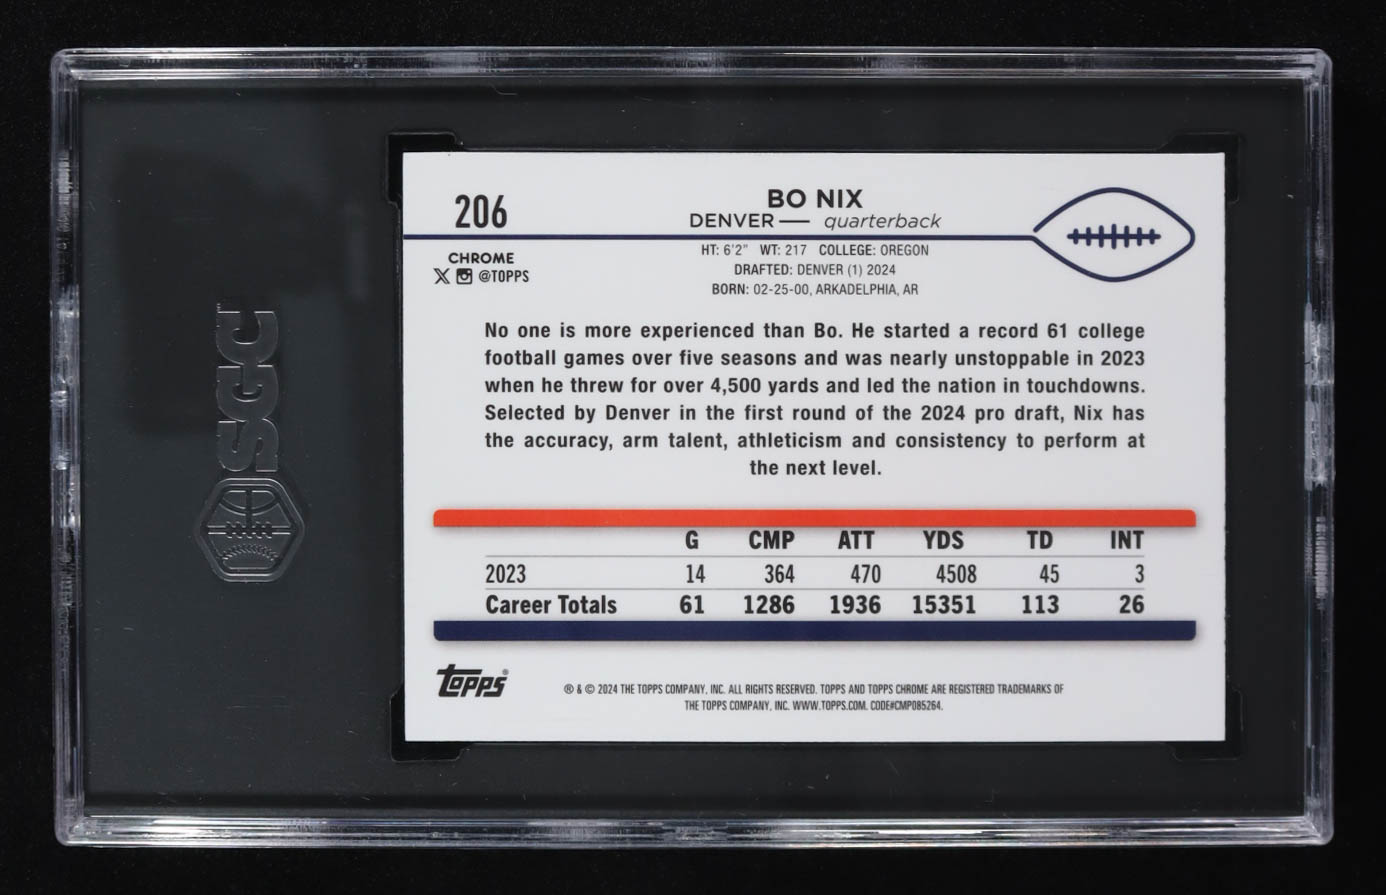 SGC
206
BO NIX
DENVER — quarterback
CHROME
@TOPPS
HT: 6'2" WT: 217 COLLEGE: OREGON
DRAFTED: DENVER (1) 2024
BORN: 02-25-00, ARKADELPHIA, AR
No one is more experienced than Bo. He started a record 61 college
football games over five seasons and was nearly unstoppable in 2023
when he threw for over 4,500 yards and led the nation in touchdowns.
Selected by Denver in the first round of the 2024 pro draft, Nix has
the accuracy, arm talent, athleticism and consistency to perform at
the next level.
G CMP ATT YDS TD INT
2023 14 364 470 4508 45 3
Career Totals 61 1286 1936 15351 113 26
Topps®
® & © 2024 THE TOPPS COMPANY, INC. ALL RIGHTS RESERVED. TOPPS AND TOPPS CHROME ARE REGISTERED TRADEMARKS OF
THE TOPPS COMPANY, INC. WWW.TOPPS.COM. CODE#CMP085264.